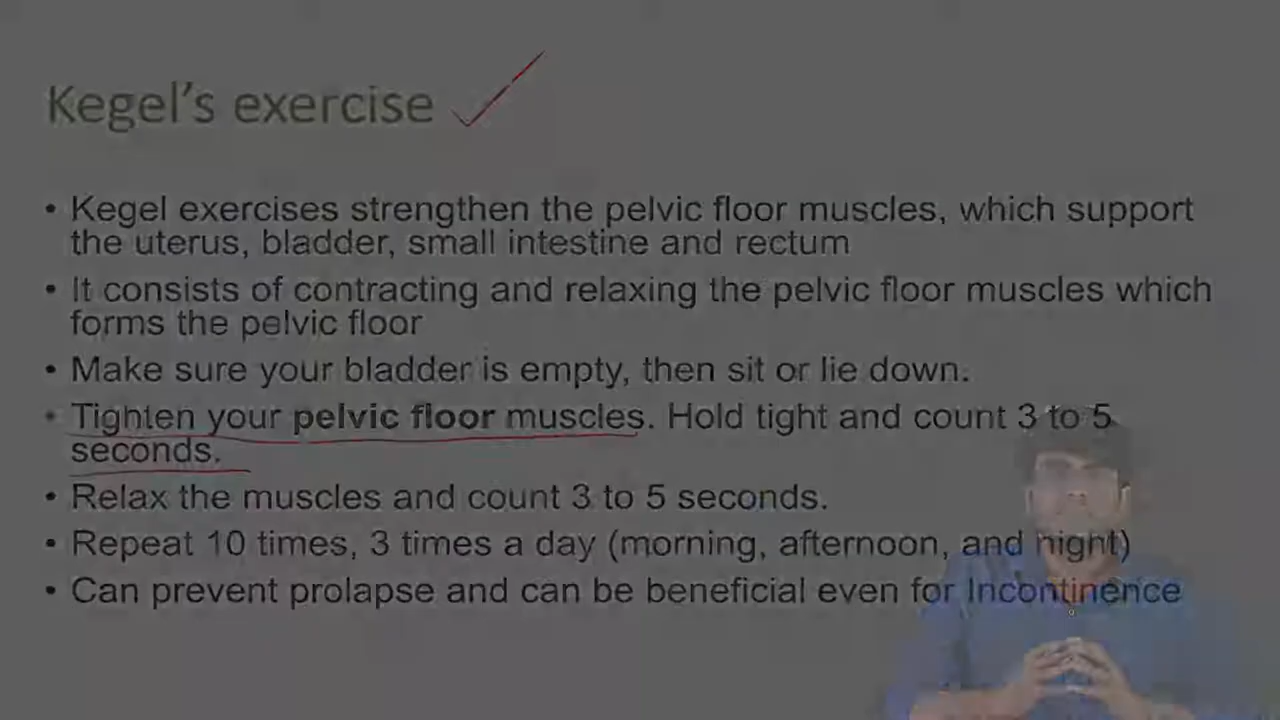 Kegel's exercise
• Kegel exercises strengthen the pelvic floor muscles, which support
the uterus, bladder, small intestine and rectum
• It consists of contracting and relaxing the pelvic floor muscles which
forms the pelvic floor
• Make sure your bladder is empty, then sit or lie down.
• Tighten your pelvic floor muscles. Hold tight and count 3 to 5
seconds.
• Relax the muscles and count 3 to 5 seconds.
• Repeat 10 times, 3 times a day (morning, afternoon, and night)
• Can prevent prolapse and can be beneficial even for Incontinence